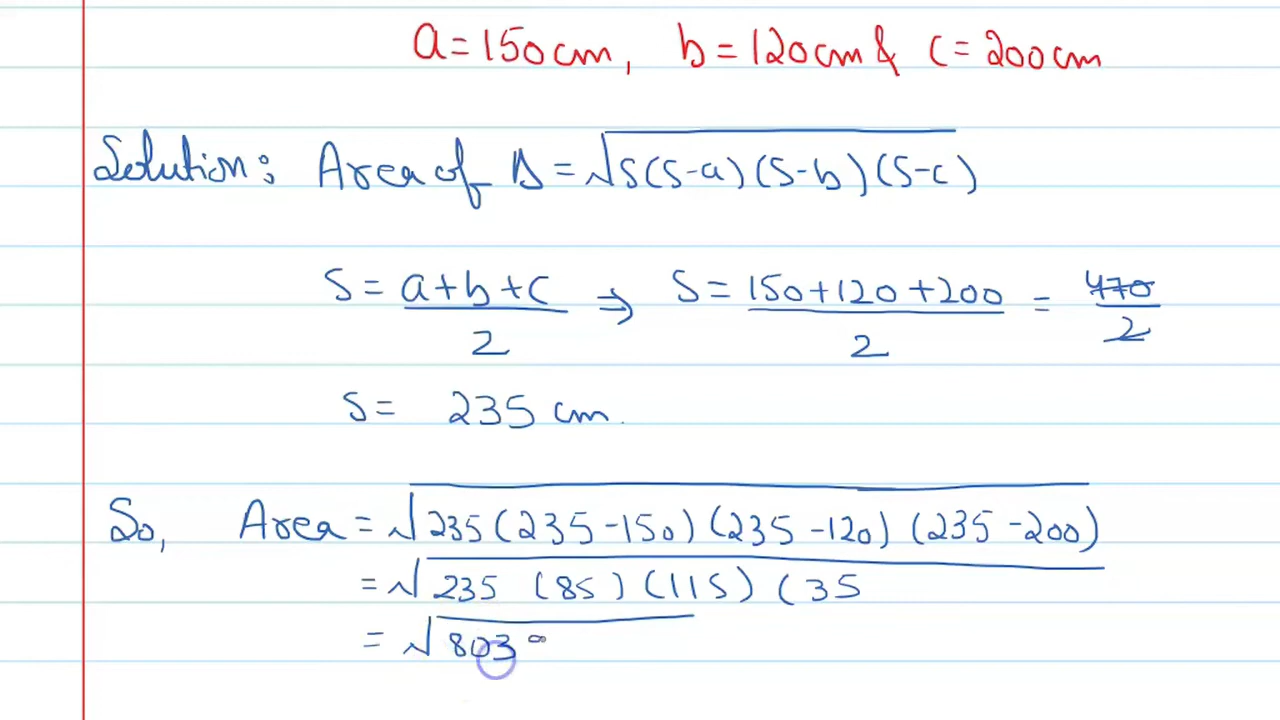 a = 150 cm, b = 120 cm & c = 200 cm
Solution: Area of Δ = √S(S-a)(S-b)(S-c)
S = a+b+c/2 ⇒ S = 150+120+200/2 = 470/2
S = 235 cm.
So, Area = √235(235-150)(235-120)(235-200)
= √235 (85) (115) (35
= √803